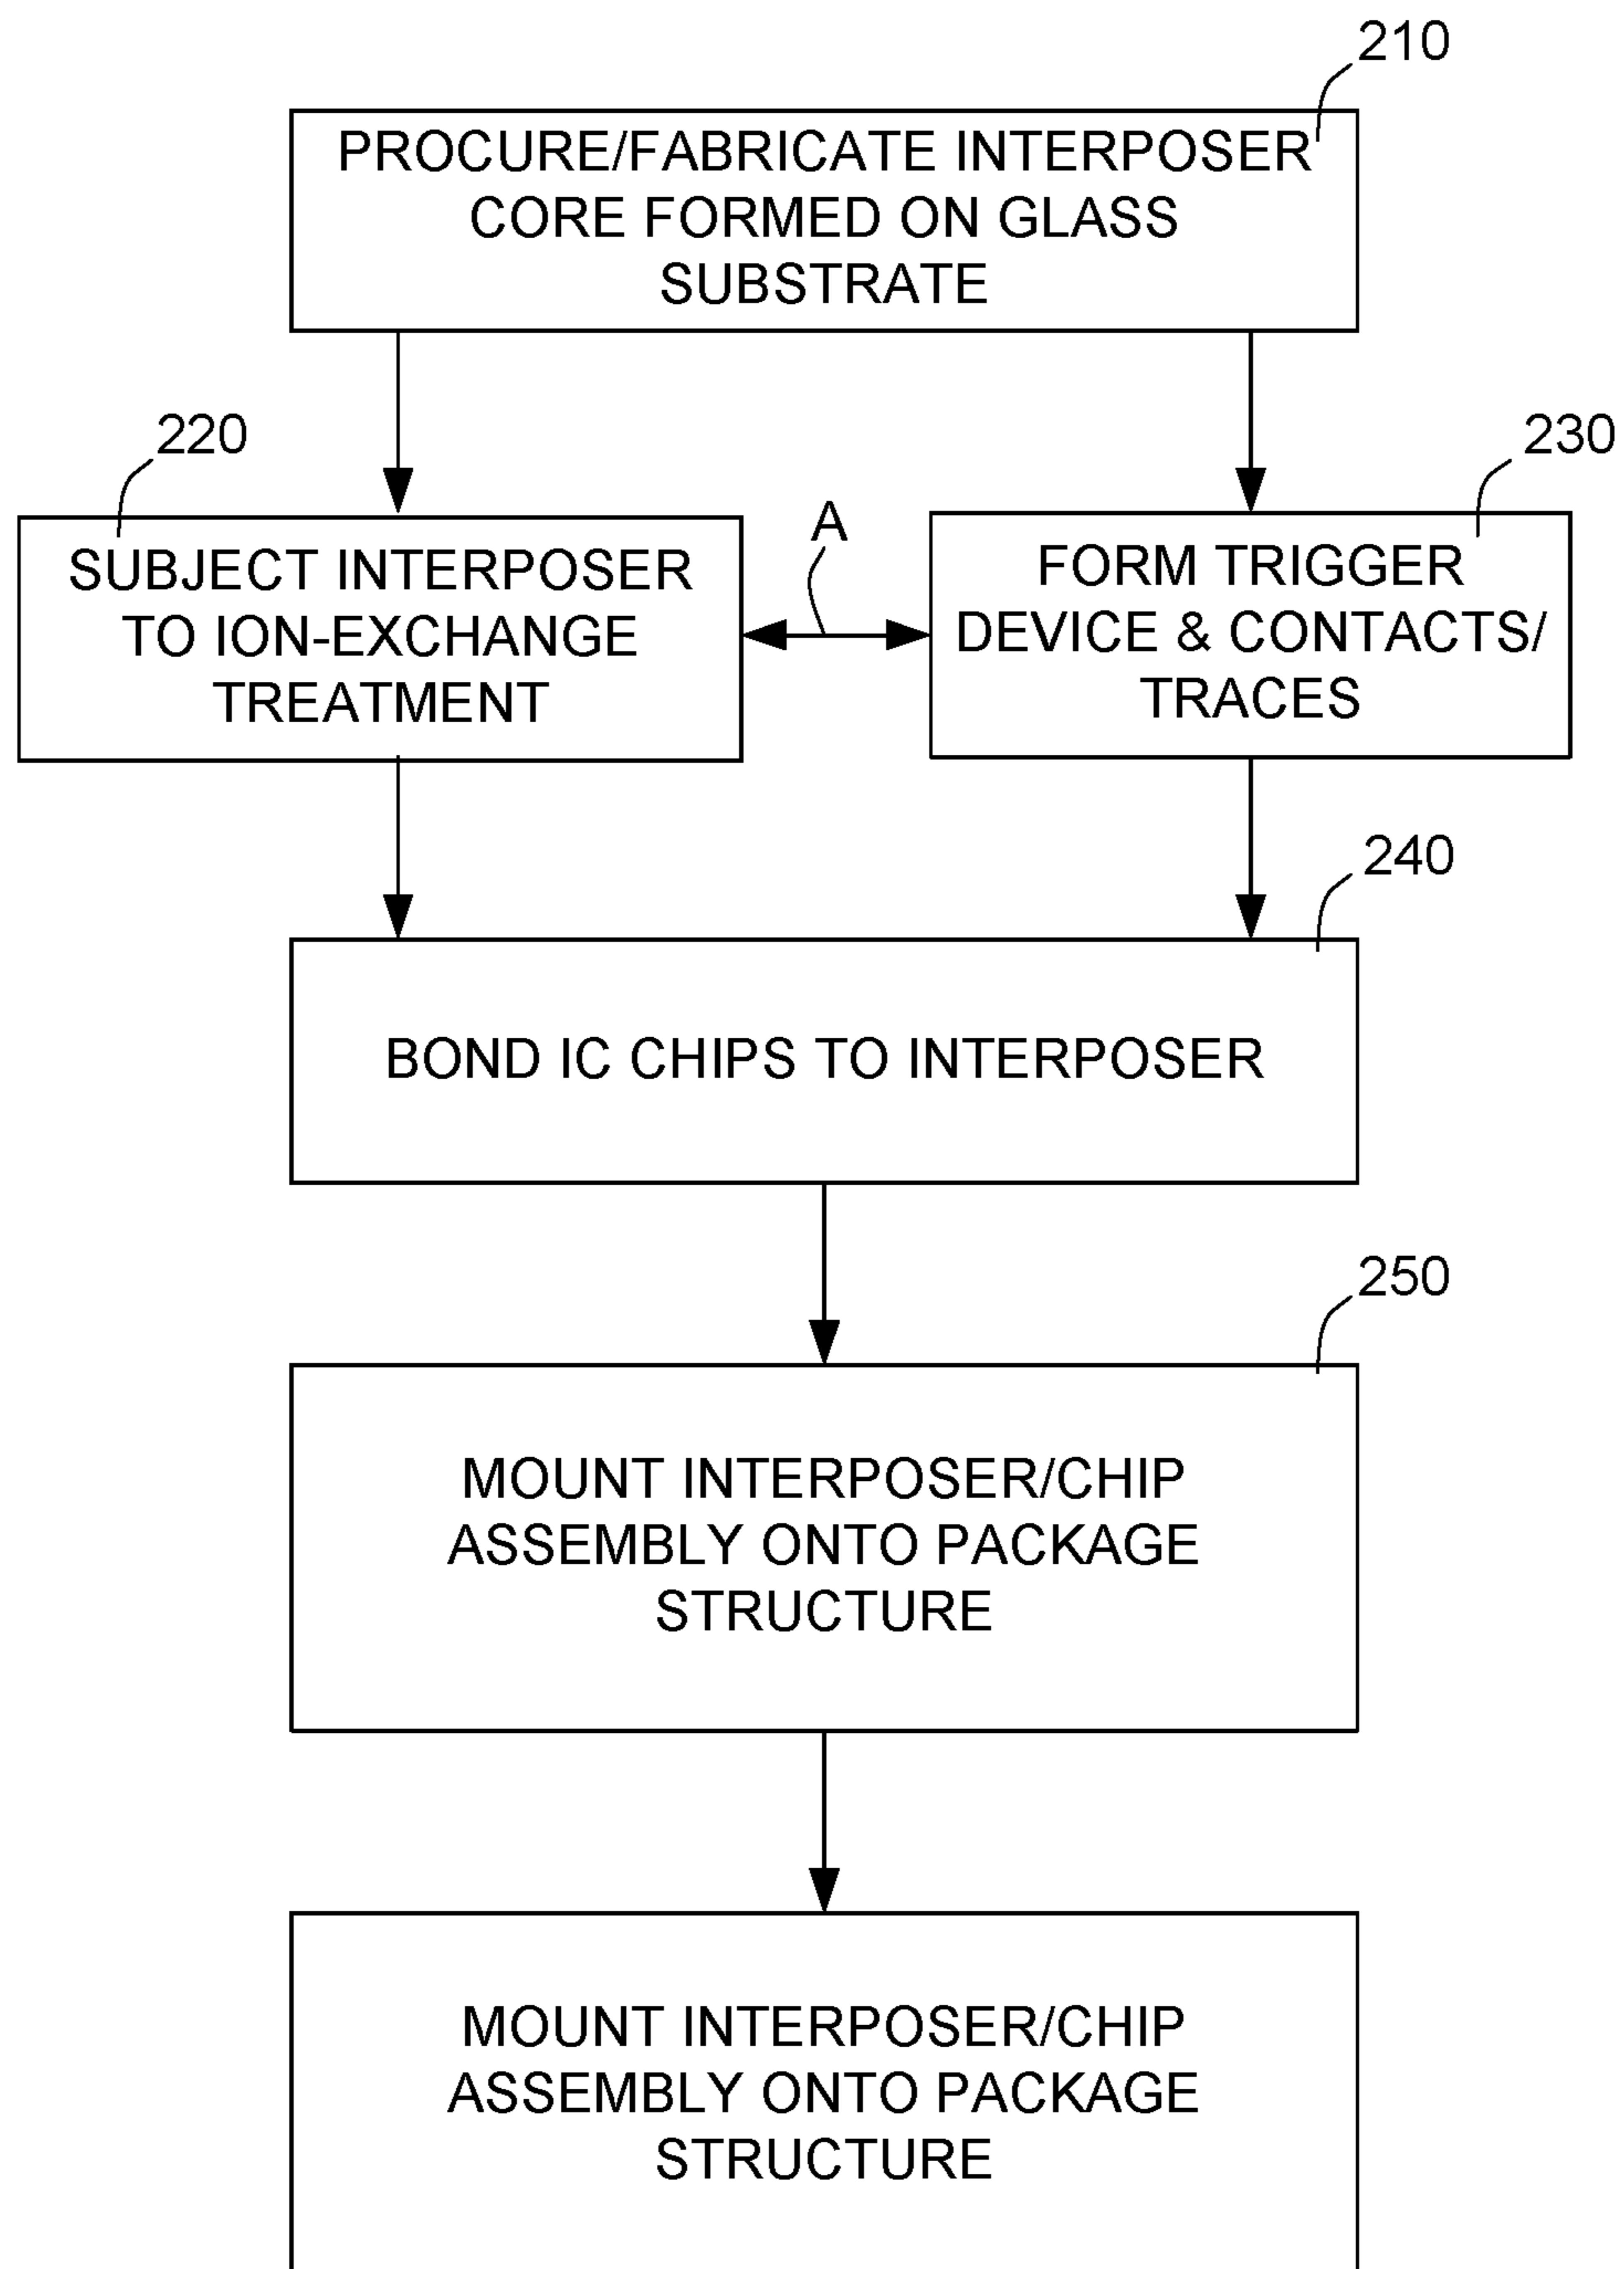 210
PROCURE/FABRICATE INTERPOSER
CORE FORMED ON GLASS
SUBSTRATE
220
SUBJECT INTERPOSER
TO ION-EXCHANGE
TREATMENT
A
230
FORM TRIGGER
DEVICE & CONTACTS/
TRACES
240
BOND IC CHIPS TO INTERPOSER
250
MOUNT INTERPOSER/CHIP
ASSEMBLY ONTO PACKAGE
STRUCTURE
MOUNT INTERPOSER/CHIP
ASSEMBLY ONTO PACKAGE
STRUCTURE